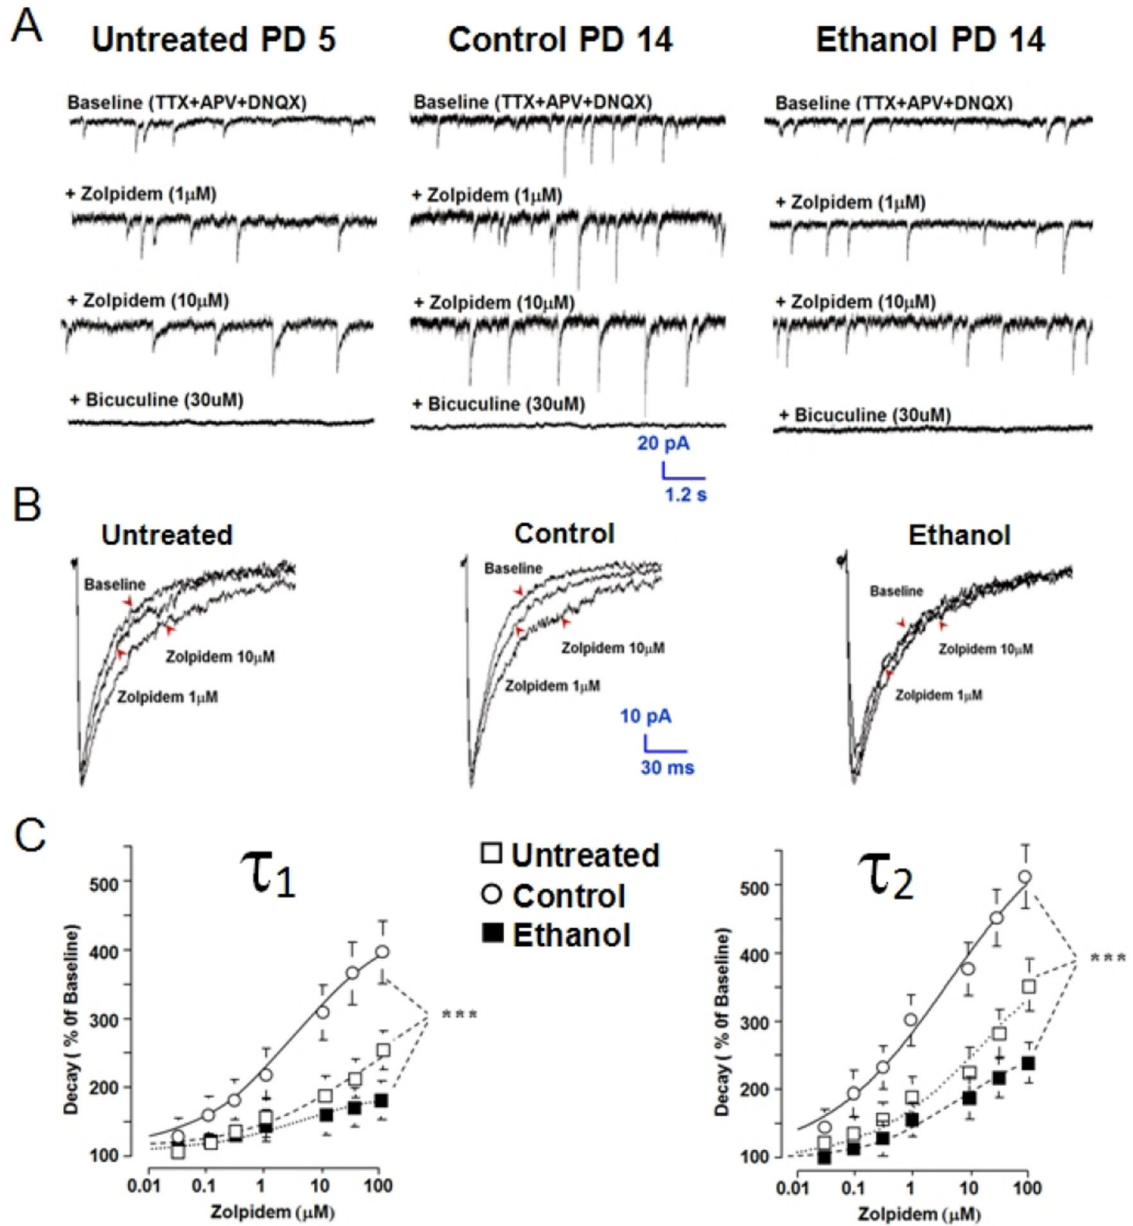 A
Untreated PD 5
Control PD 14
Ethanol PD 14
Baseline (TTX+APV+DNQX)
Baseline (TTX+APV+DNQX)
Baseline (TTX+APV+DNQX)
+ Zolpidem (1µM)
+ Zolpidem (1µM)
+ Zolpidem (1µM)
+ Zolpidem (10µM)
+ Zolpidem (10µM)
+ Zolpidem (10µM)
+ Bicuculine (30uM)
+ Bicuculine (30uM)
+ Bicuculine (30uM)
20 pA
1.2 s
B
Untreated
Control
Ethanol
Baseline
Zolpidem 10µM
Zolpidem 1µM
Baseline
Zolpidem 10µM
Zolpidem 1µM
Baseline
Zolpidem 10µM
Zolpidem 1µM
10 pA
30 ms
C
τ1
Untreated
Control
Ethanol
τ2
Decay ( % 0f Baseline)
500
400
300
200
100
0.01 0.1 1 10 100
Zolpidem (µM)
***
Decay ( % 0f Baseline)
500
400
300
200
100
0.01 0.1 1 10 100
Zolpidem (µM)
***